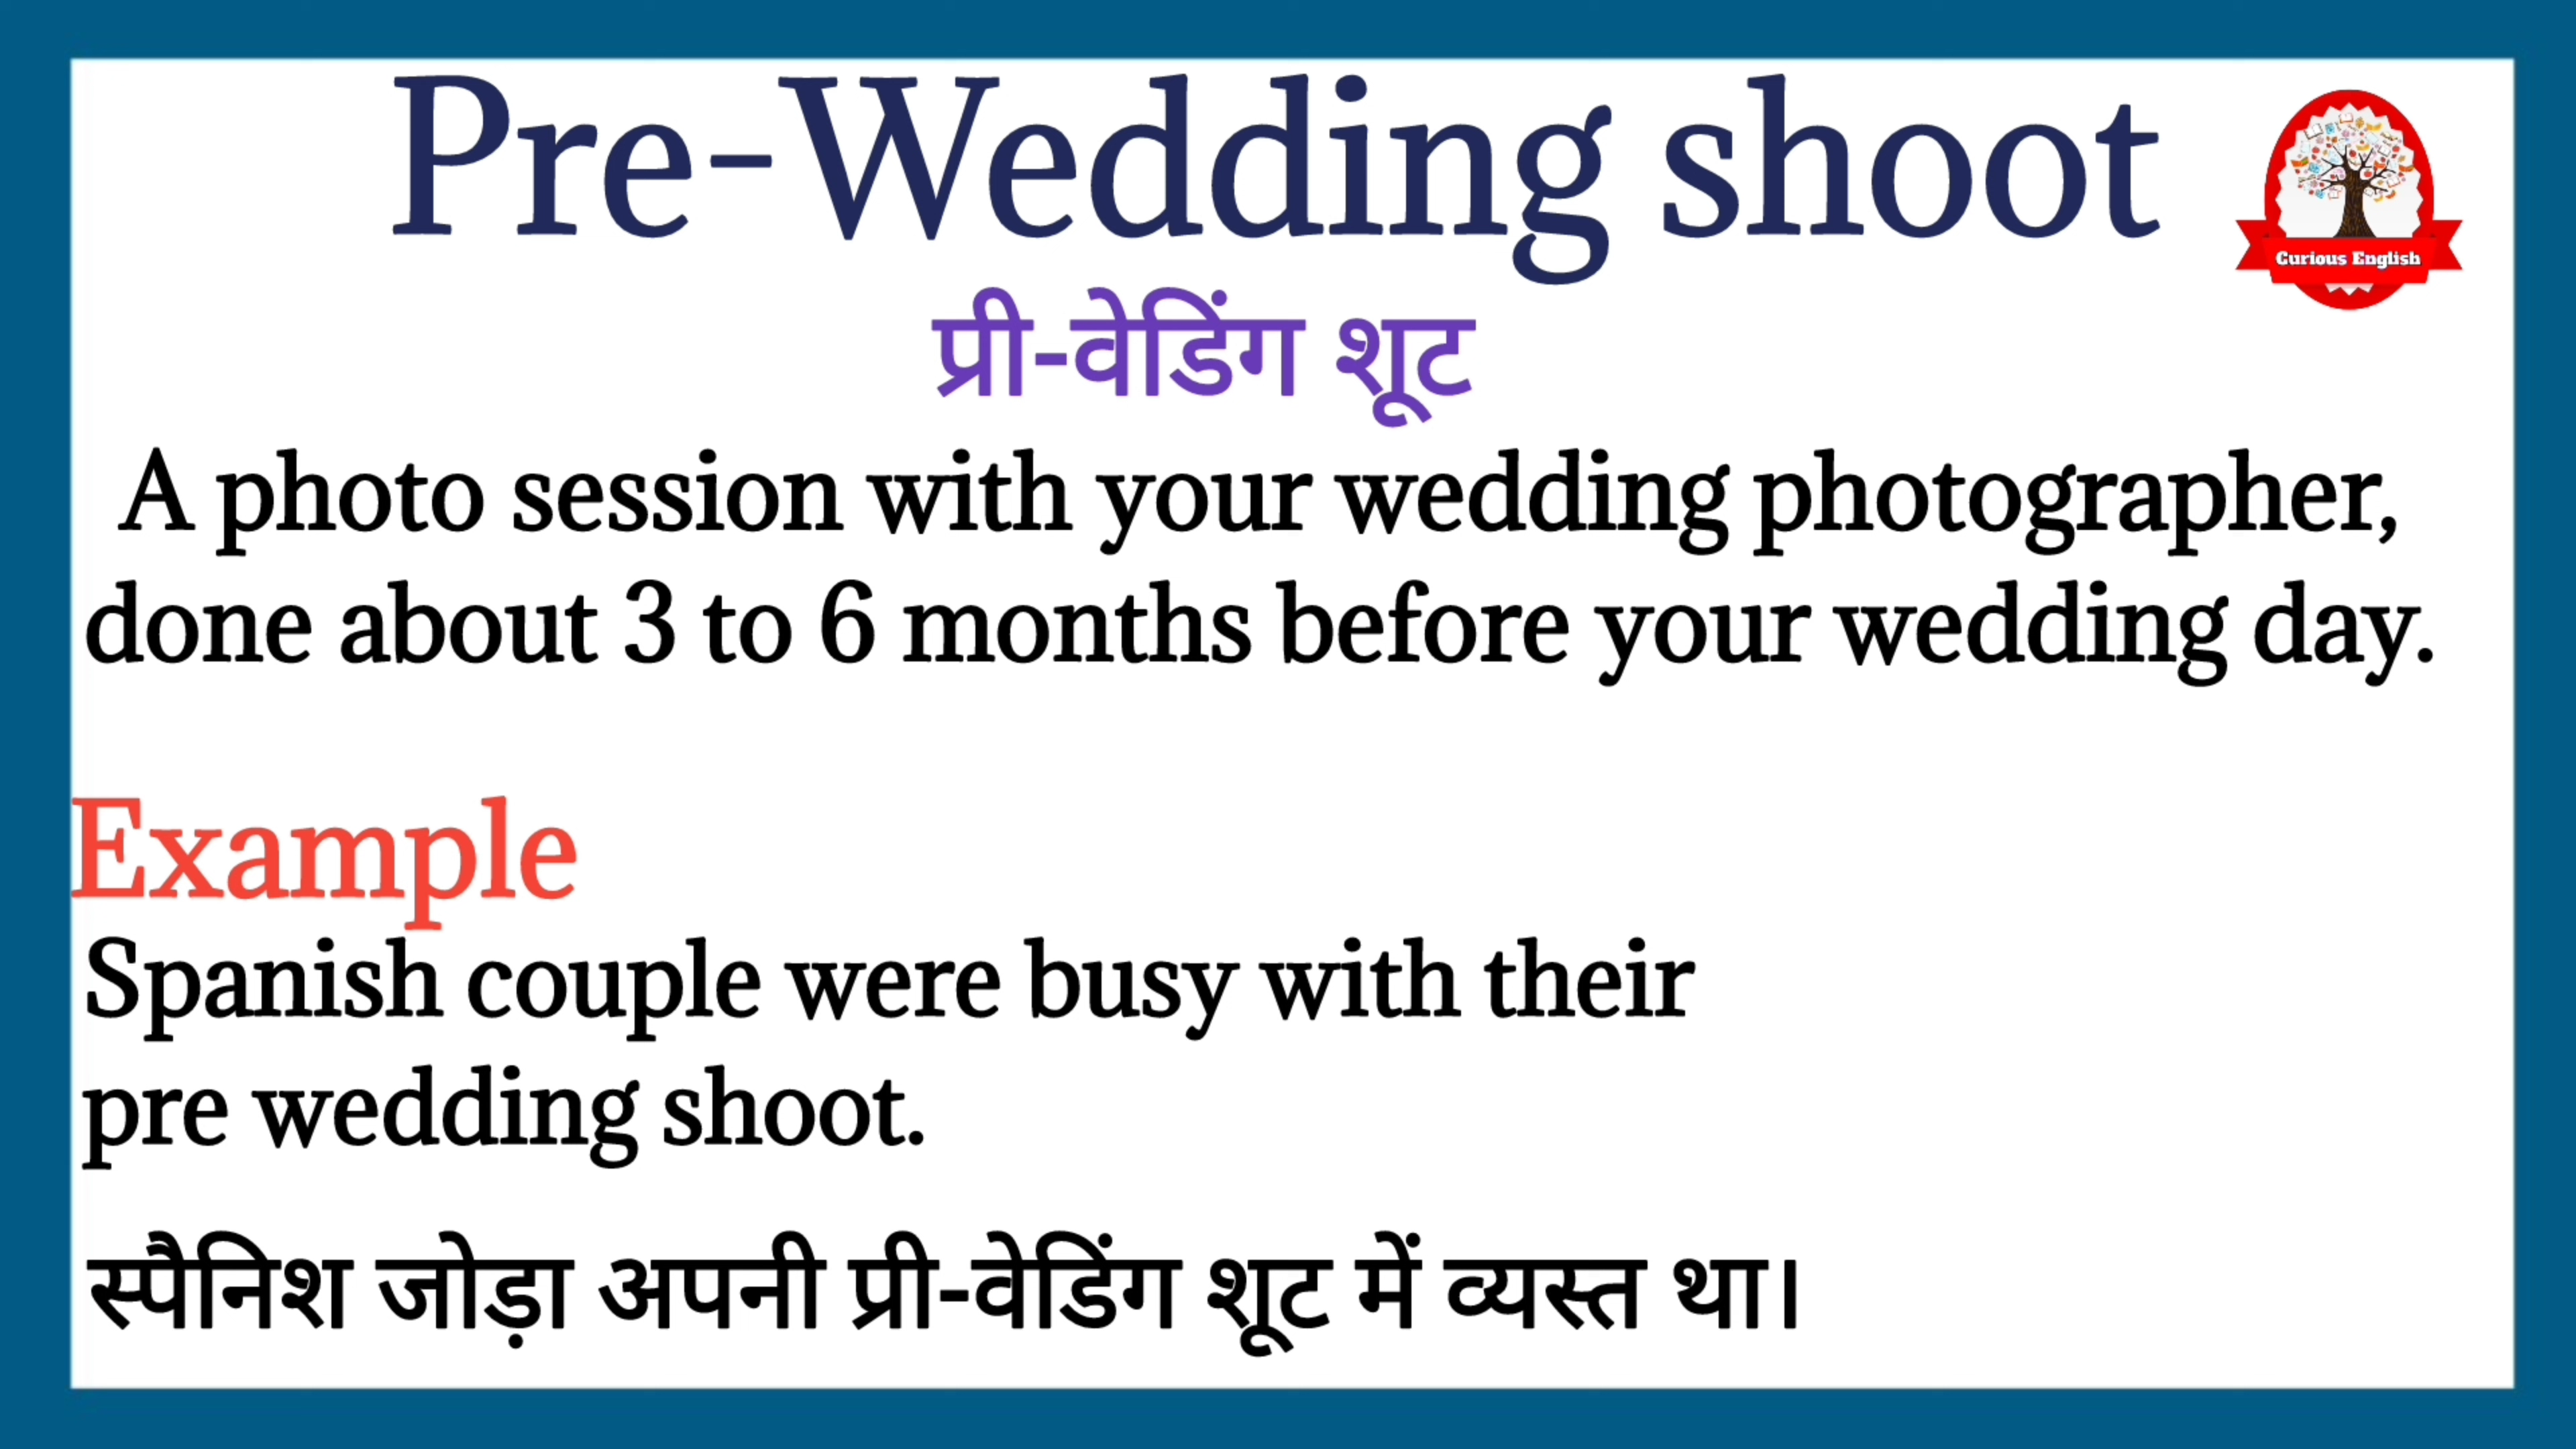 Pre-Wedding shoot
Curious English
प्री-वेडिंग शूट
A photo session with your wedding photographer,
done about 3 to 6 months before your wedding day.
Example
Spanish couple were busy with their
pre wedding shoot.
स्पैनिश जोड़ा अपनी प्री-वेडिंग शूट में व्यस्त था।